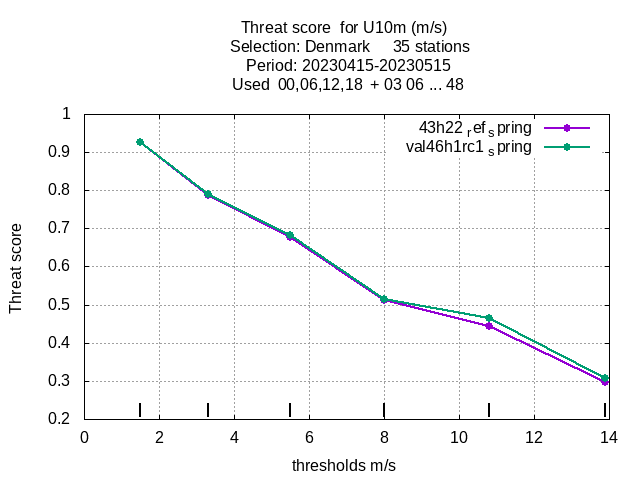 Threat score for U10m (m/s)
Selection: Denmark 35 stations
Period: 20230415-20230515
Used 00,06,12,18 + 03 06 ... 48
43h22 ref spring
val46h1rc1 spring
Threat score
1
0.9
0.8
0.7
0.6
0.5
0.4
0.3
0.2
0 2 4 6 8 10 12 14
thresholds m/s